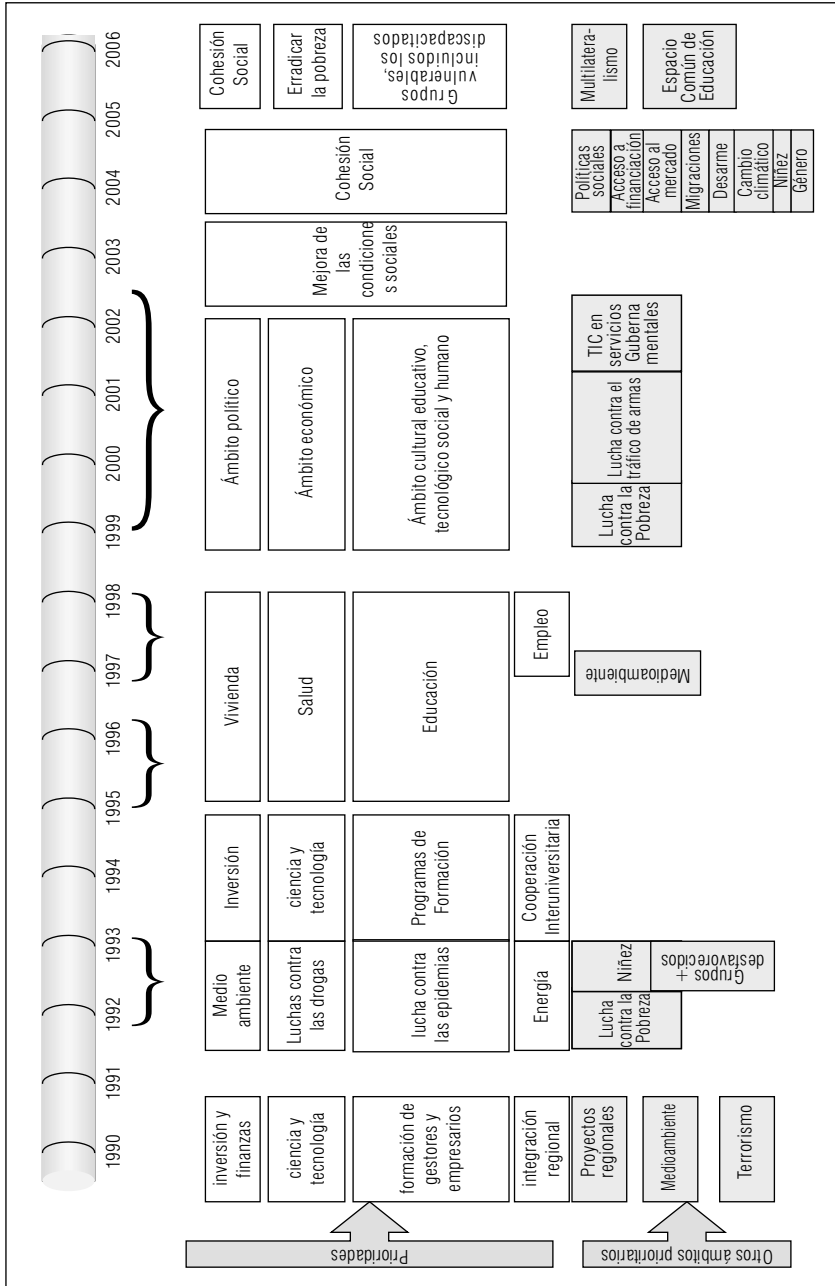 1990
1991
1992
1993
1994
1995
1996
1997
1998
1999
2000
2001
2002
2003
2004
2005
2006
Prioridades
inversión y
finanzas
ciencia y
tecnología
formación de
gestores y
empresarios
integración
regional
Medio
ambiente
Luchas contra
las drogas
lucha contra
las epidemias
Energía
Inversión
ciencia y
tecnología
Programas de
Formación
Cooperación
Interuniversitaria
Vivienda
Salud
Educación
Empleo
Ámbito político
Ámbito económico
Ámbito cultural educativo,
tecnológico social y humano
Mejora de
las
condicione
s sociales
Cohesión
Social
Cohesión
Social
Erradicar
la pobreza
Grupos
vulnerables,
incluidos los
discapacitados
Otros ámbitos prioritarios
Proyectos
regionales
Medioambiente
Terrorismo
Lucha
contra la
Pobreza
Niñez
Grupos +
desfavorecidos
Medioambiente
Lucha
contra la
Pobreza
Lucha contra el
tráfico de armas
TIC en
servicios
Guberna
mentales
Políticas
sociales
Acceso a
financiación
Acceso al
mercado
Migraciones
Desarme
Cambio
climático
Niñez
Género
Multilatera-
lismo
Espacio
Común de
Educación